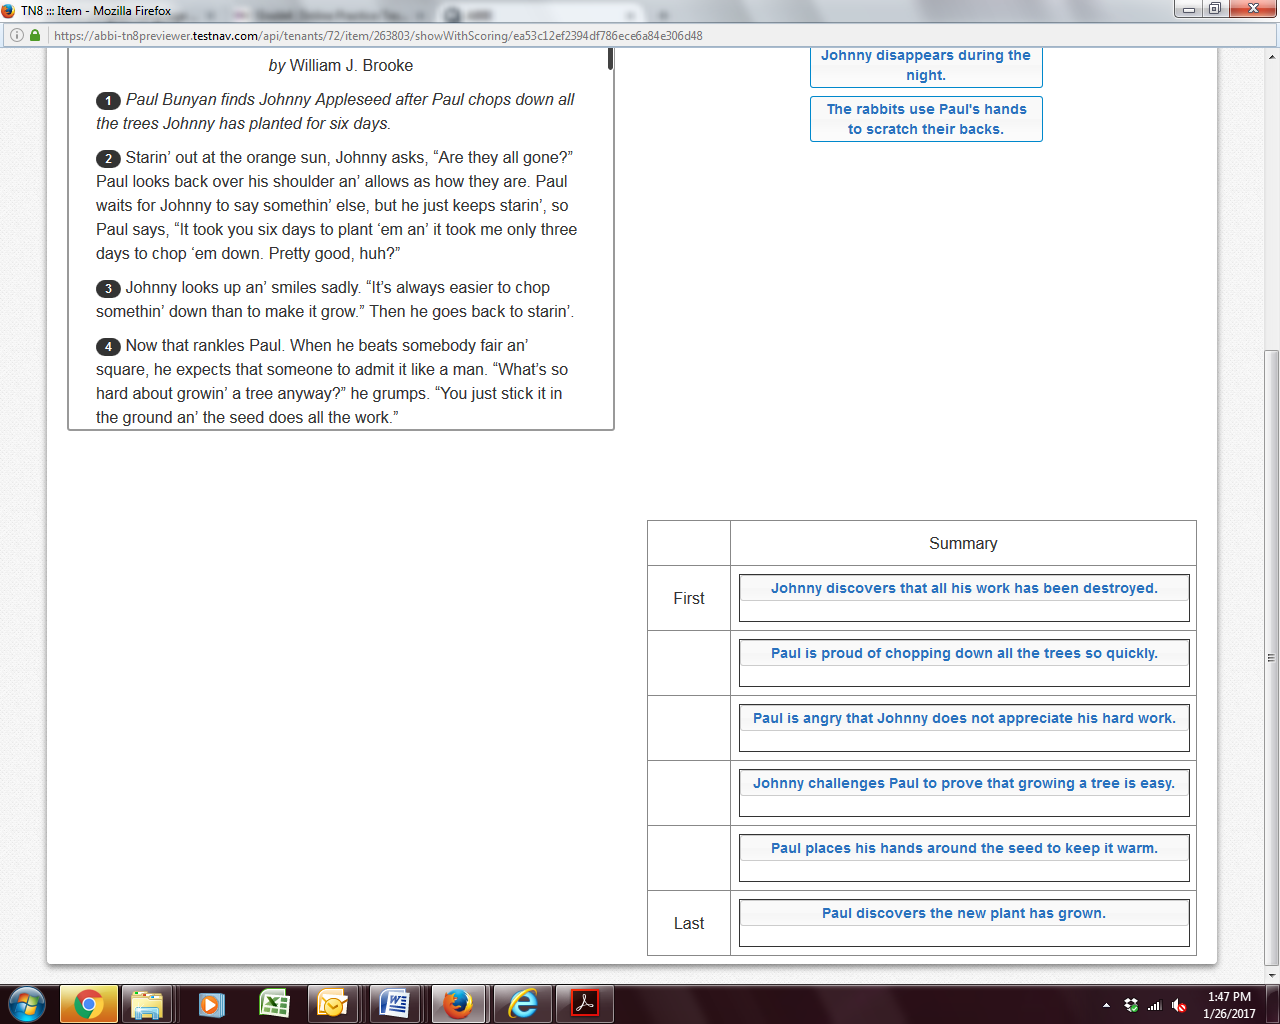 TN8 ::: Item - Mozilla Firefox
https://abbi-tn8previewer.testnav.com/api/tenants/72/item/263803/showWithScoring/ea53c12ef2394df786ece6a84e306d48
by William J. Brooke
1 Paul Bunyan finds Johnny Appleseed after Paul chops down all
the trees Johnny has planted for six days.
2 Starin’ out at the orange sun, Johnny asks, “Are they all gone?”
Paul looks back over his shoulder an’ allows as how they are. Paul
waits for Johnny to say somethin’ else, but he just keeps starin’, so
Paul says, “It took you six days to plant ‘em an’ it took me only three
days to chop ‘em down. Pretty good, huh?”
3 Johnny looks up an’ smiles sadly. “It’s always easier to chop
somethin’ down than to make it grow.” Then he goes back to starin’.
4 Now that rankles Paul. When he beats somebody fair an’
square, he expects that someone to admit it like a man. “What’s so
hard about growin’ a tree anyway?” he grumps. “You just stick it in
the ground an’ the seed does all the work.”
Johnny disappears during the
night.
The rabbits use Paul's hands
to scratch their backs.
Summary
First
Johnny discovers that all his work has been destroyed.
Paul is proud of chopping down all the trees so quickly.
Paul is angry that Johnny does not appreciate his hard work.
Johnny challenges Paul to prove that growing a tree is easy.
Paul places his hands around the seed to keep it warm.
Last
Paul discovers the new plant has grown.
1:47 PM
1/26/2017